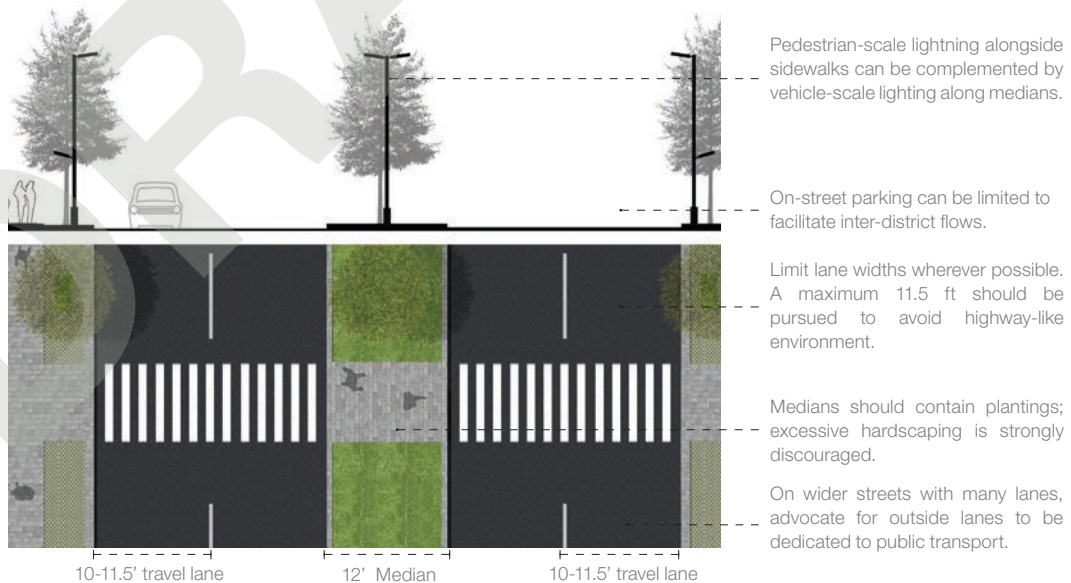 Pedestrian-scale lightning alongside
sidewalks can be complemented by
vehicle-scale lighting along medians.
On-street parking can be limited to
facilitate inter-district flows.
Limit lane widths wherever possible.
A maximum 11.5 ft should be
pursued to avoid highway-like
environment.
Medians should contain plantings;
excessive hardscaping is strongly
discouraged.
On wider streets with many lanes,
advocate for outside lanes to be
dedicated to public transport.
10-11.5’ travel lane
12’ Median
10-11.5’ travel lane